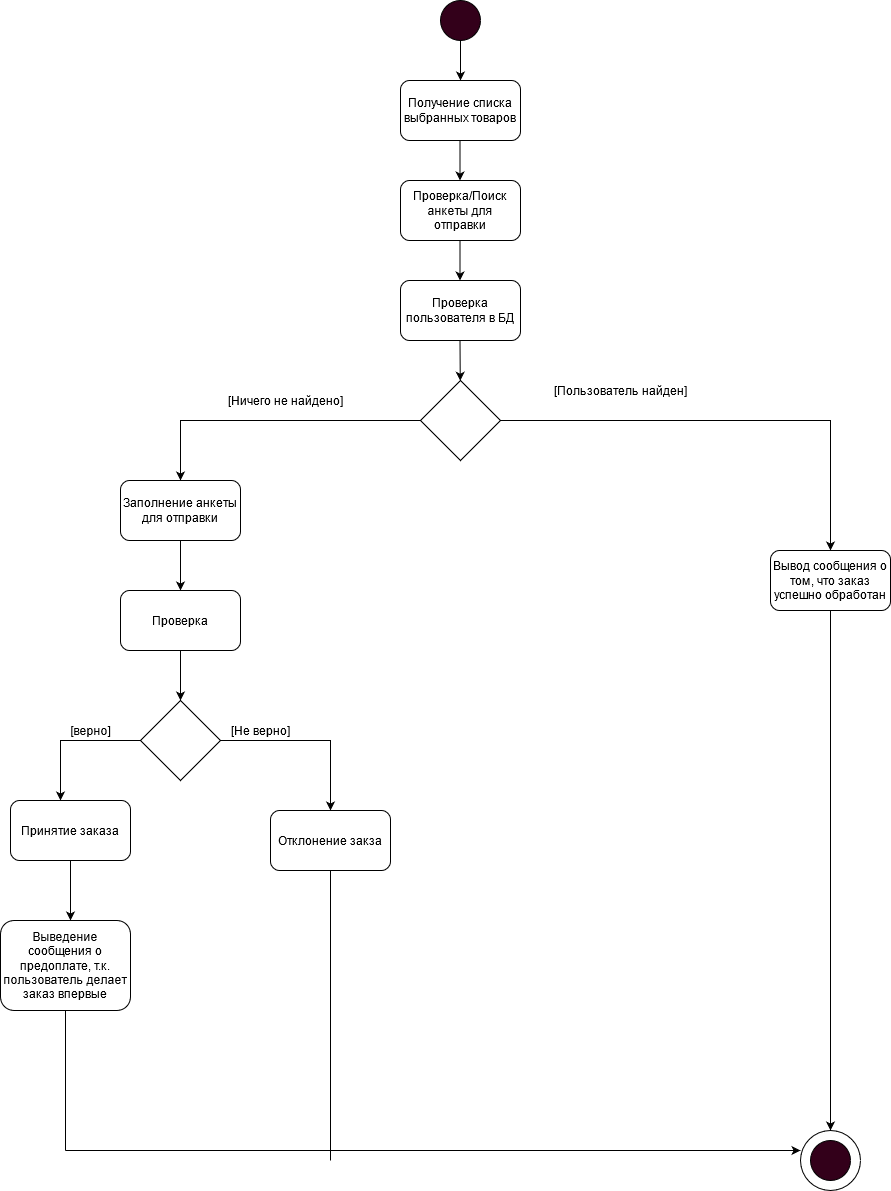 Получение списка
выбранных товаров
Проверка/Поиск
анкеты для
отправки
Проверка
пользователя в БД
[Ничего не найдено]
[Пользователь найден]
Заполнение анкеты
для отправки
Вывод сообщения о
том, что заказ
успешно обработан
Проверка
[верно]
[Не верно]
Принятие заказа
Отклонение закза
Выведение
сообщения о
предоплате, т.к.
пользователь делает
заказ впервые